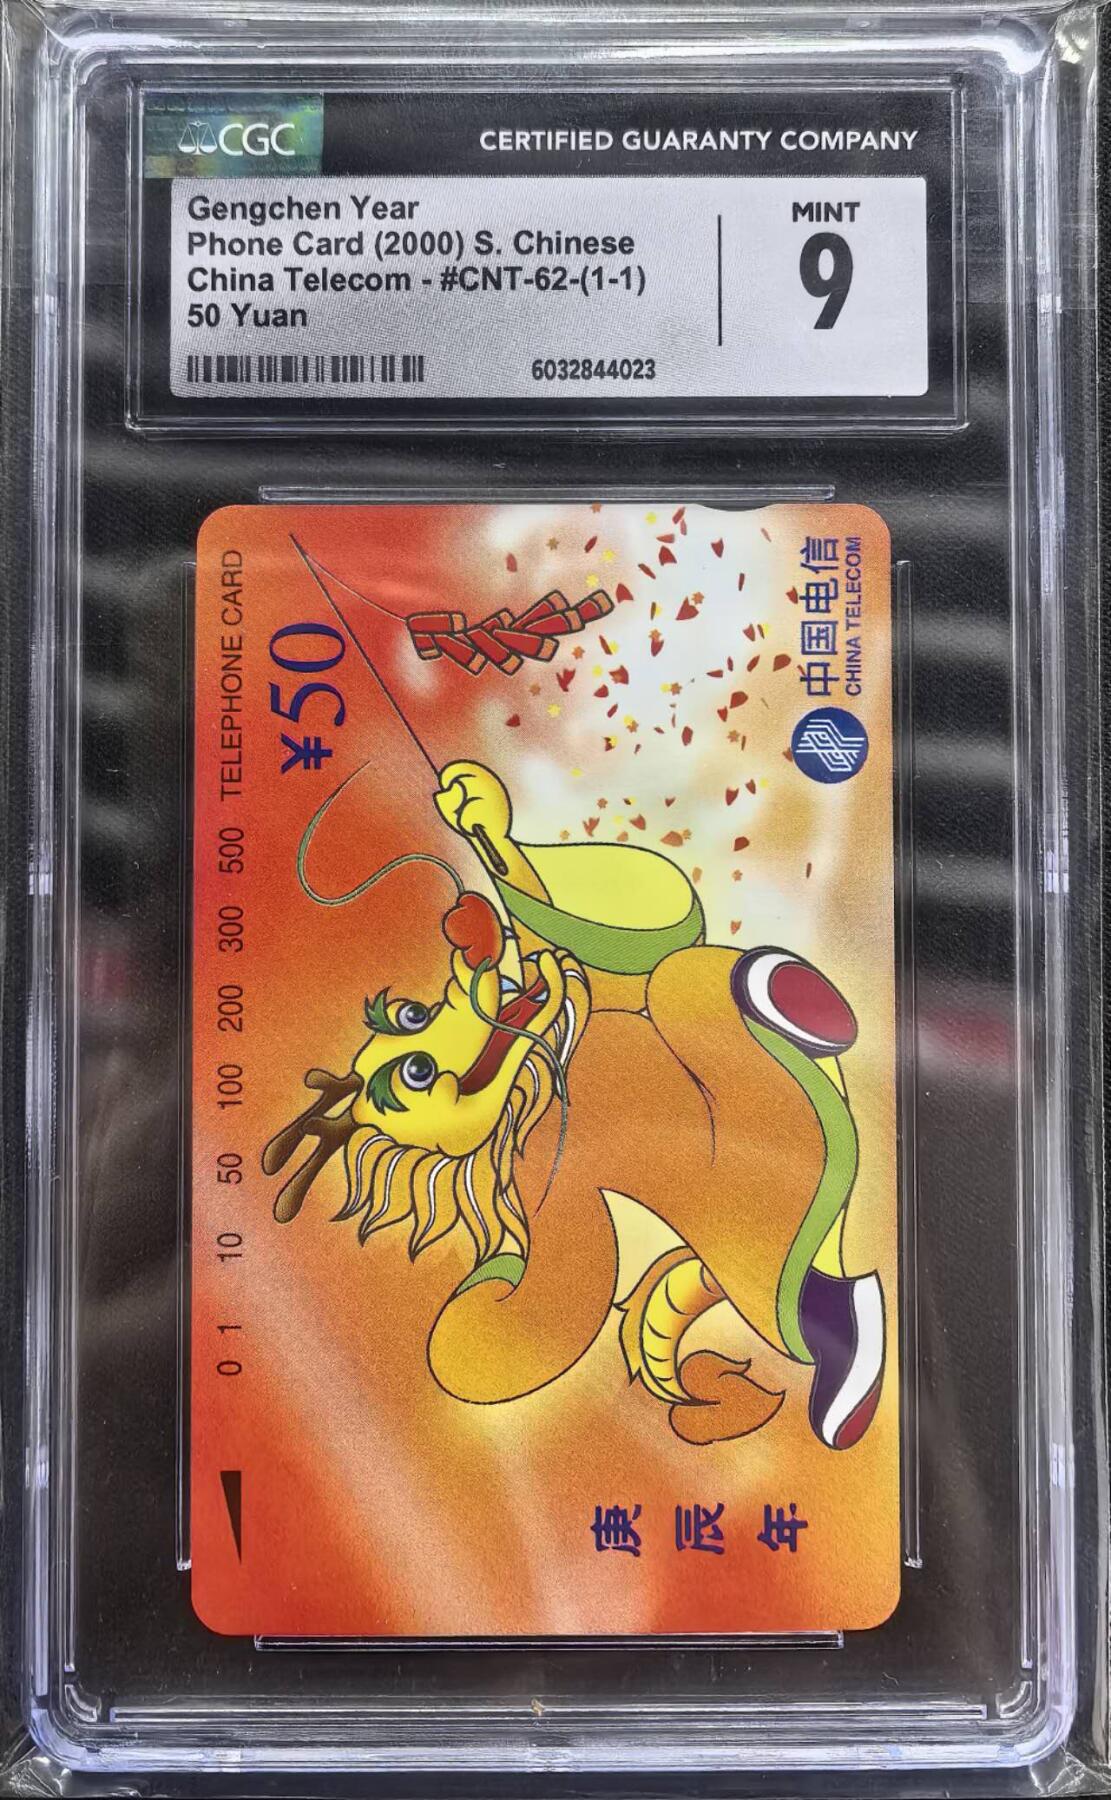 CGC
CERTIFIED GUARANTY COMPANY
Gengchen Year
Phone Card (2000) S. Chinese
China Telecom - #CNT-62-(1-1)
50 Yuan
MINT
9
6032844023
0 1 10 50 100 200 300 500 TELEPHONE CARD
¥50
中国电信
CHINA TELECOM
庚辰年